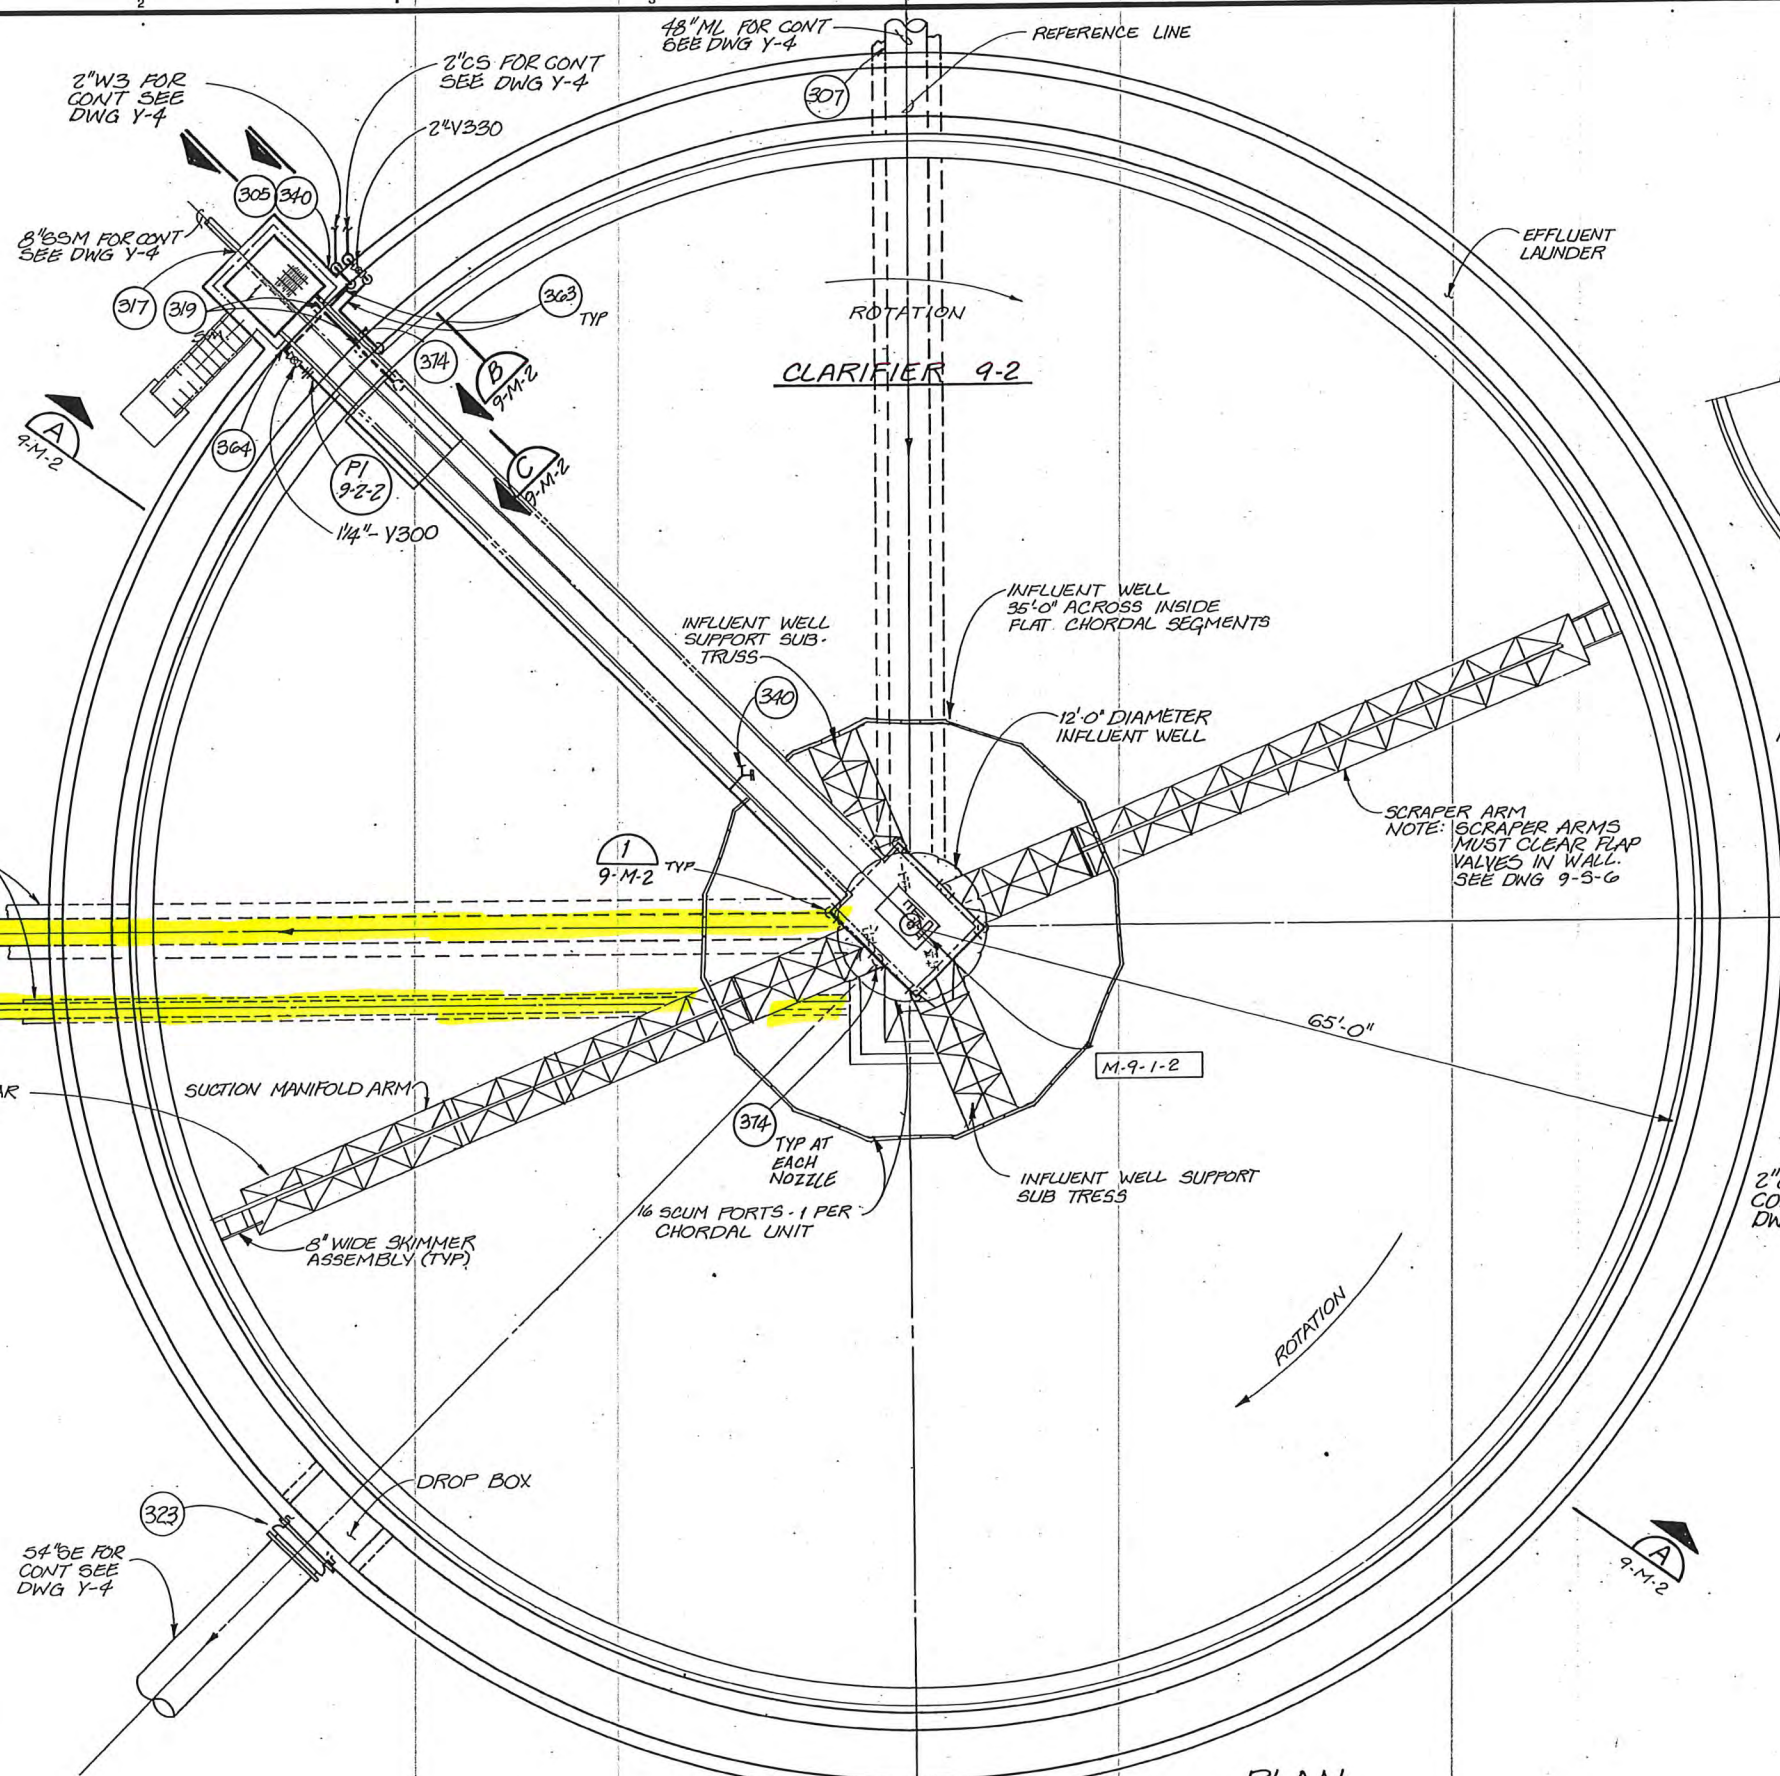 48"ML FOR CONT
SEE DWG Y-4
REFERENCE LINE
307
2"W3 FOR
CONT SEE
DWG Y-4
2"CS FOR CONT
SEE DWG Y-4
2"V330
305
340
8"SSM FOR CONT
SEE DWG Y-4
317
319
363
TYP
374
B
9-M-2
A
9-M-2
364
PI
9-2-2
C
9-M-2
1 1/4"-V300
ROTATION
CLARIFIER 9-2
EFFLUENT
LAUNDER
INFLUENT WELL
SUPPORT SUB-
TRUSS
INFLUENT WELL
35'-0" ACROSS INSIDE
FLAT CHORDAL SEGMENTS
340
12'-0" DIAMETER
INFLUENT WELL
SCRAPER ARM
NOTE: SCRAPER ARMS
MUST CLEAR FLAP
VALVES IN WALL.
SEE DWG 9-S-6
1
9-M-2
TYP
65'-0"
M-9-1-2
AR
SUCTION MANIFOLD ARM
374
TYP AT
EACH
NOZZLE
16 SCUM PORTS - 1 PER
CHORDAL UNIT
INFLUENT WELL SUPPORT
SUB TRESS
8" WIDE SKIMMER
ASSEMBLY (TYP)
ROTATION
DROP BOX
323
54"SE FOR
CONT SEE
DWG Y-4
A
9-M-2
PLAN